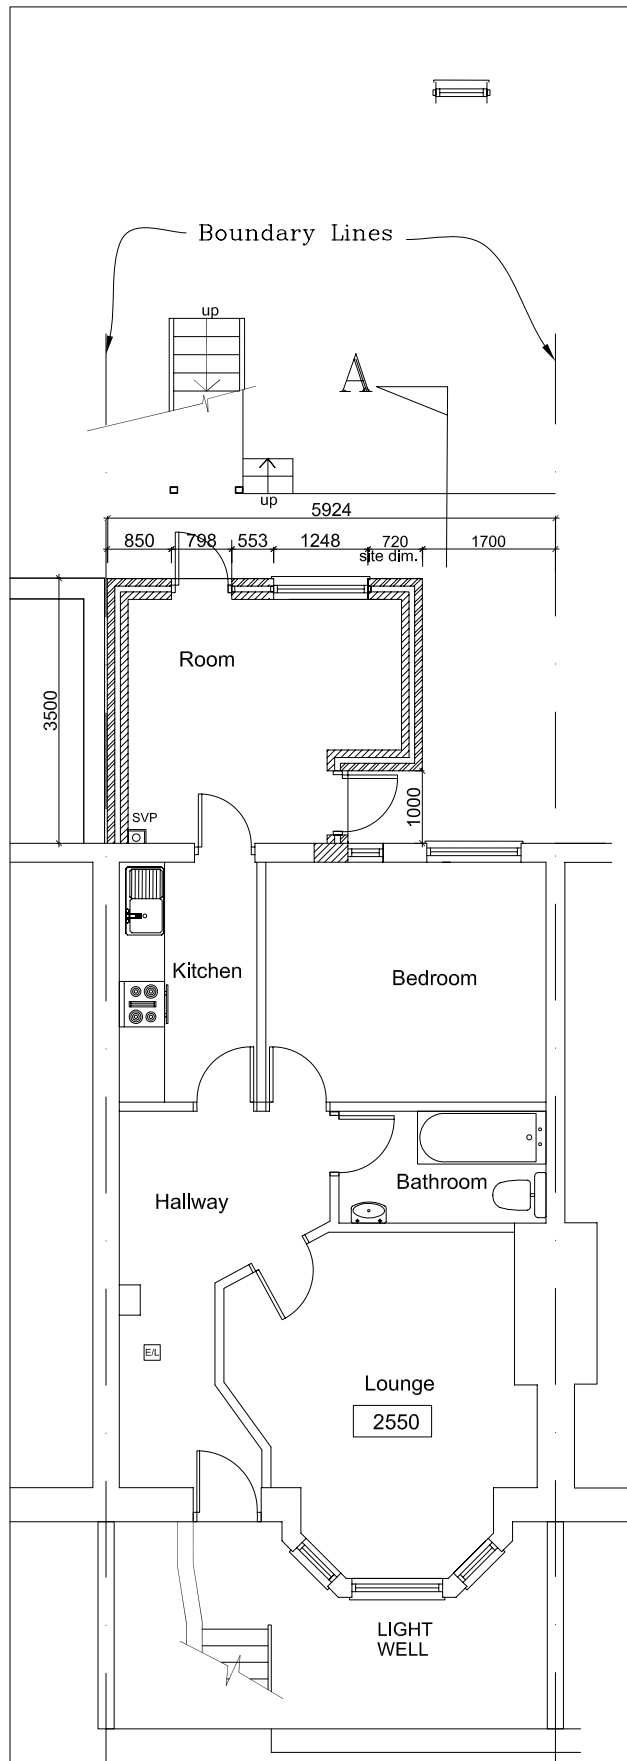 Boundary Lines
up
A
up
5924
850 798 553 1248 720 1700
site dim.
Room
3500
1000
SVP
Kitchen
Bedroom
Bathroom
Hallway
E/L
Lounge
2550
LIGHT
WELL